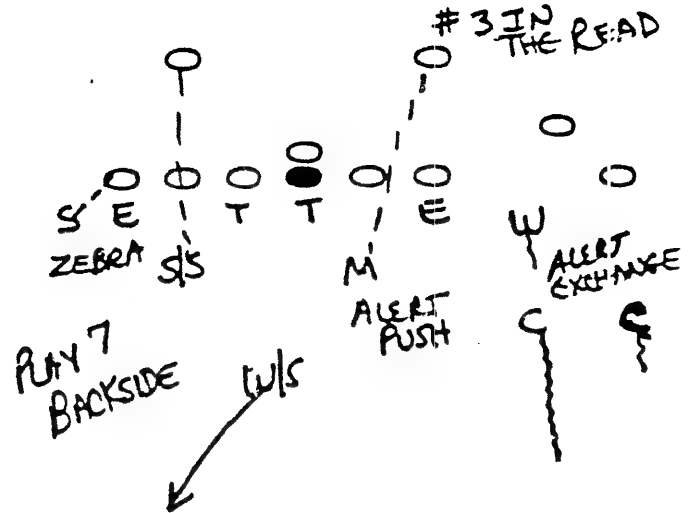 # 3 IN
THE READ
S E T T E
ZEBRA S/S M W
ALERT
EXCHANGE
ALERT
PUSH
C C
PLAY 7
BACKSIDE
W/S